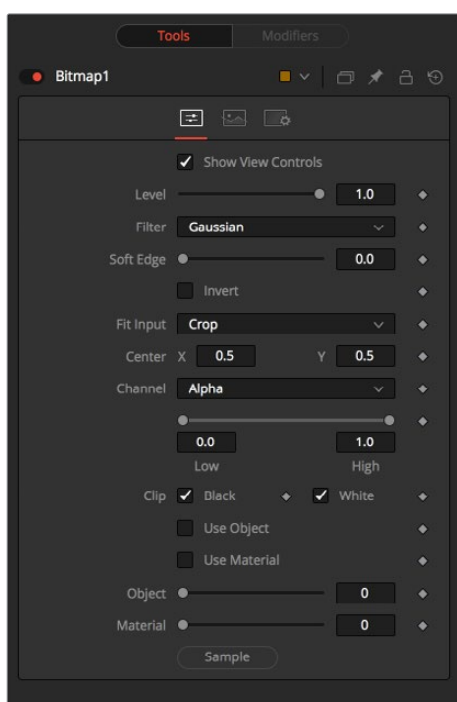 Tools Modifiers
Bitmap1
Show View Controls
Level 1.0
Filter Gaussian
Soft Edge 0.0
Invert
Fit Input Crop
Center X 0.5 Y 0.5
Channel Alpha
0.0 1.0
Low High
Clip Black White
Use Object
Use Material
Object 0
Material 0
Sample